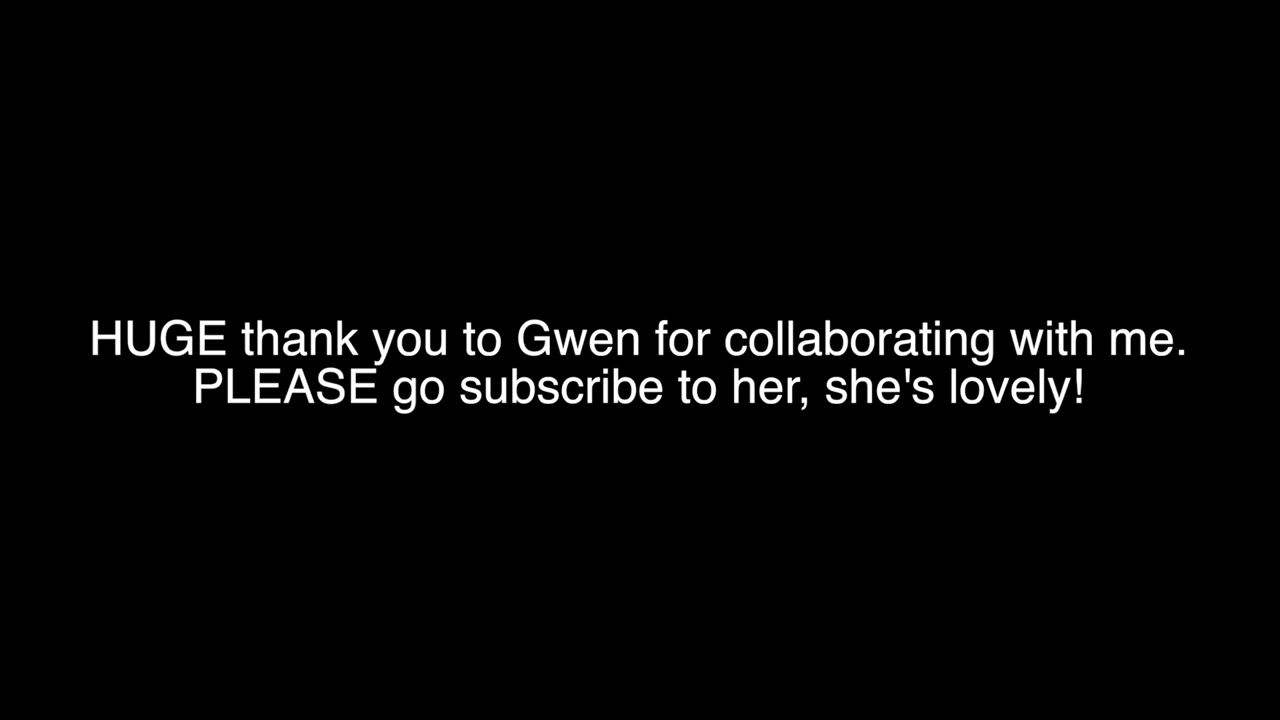 HUGE thank you to Gwen for collaborating with me.
PLEASE go subscribe to her, she's lovely!